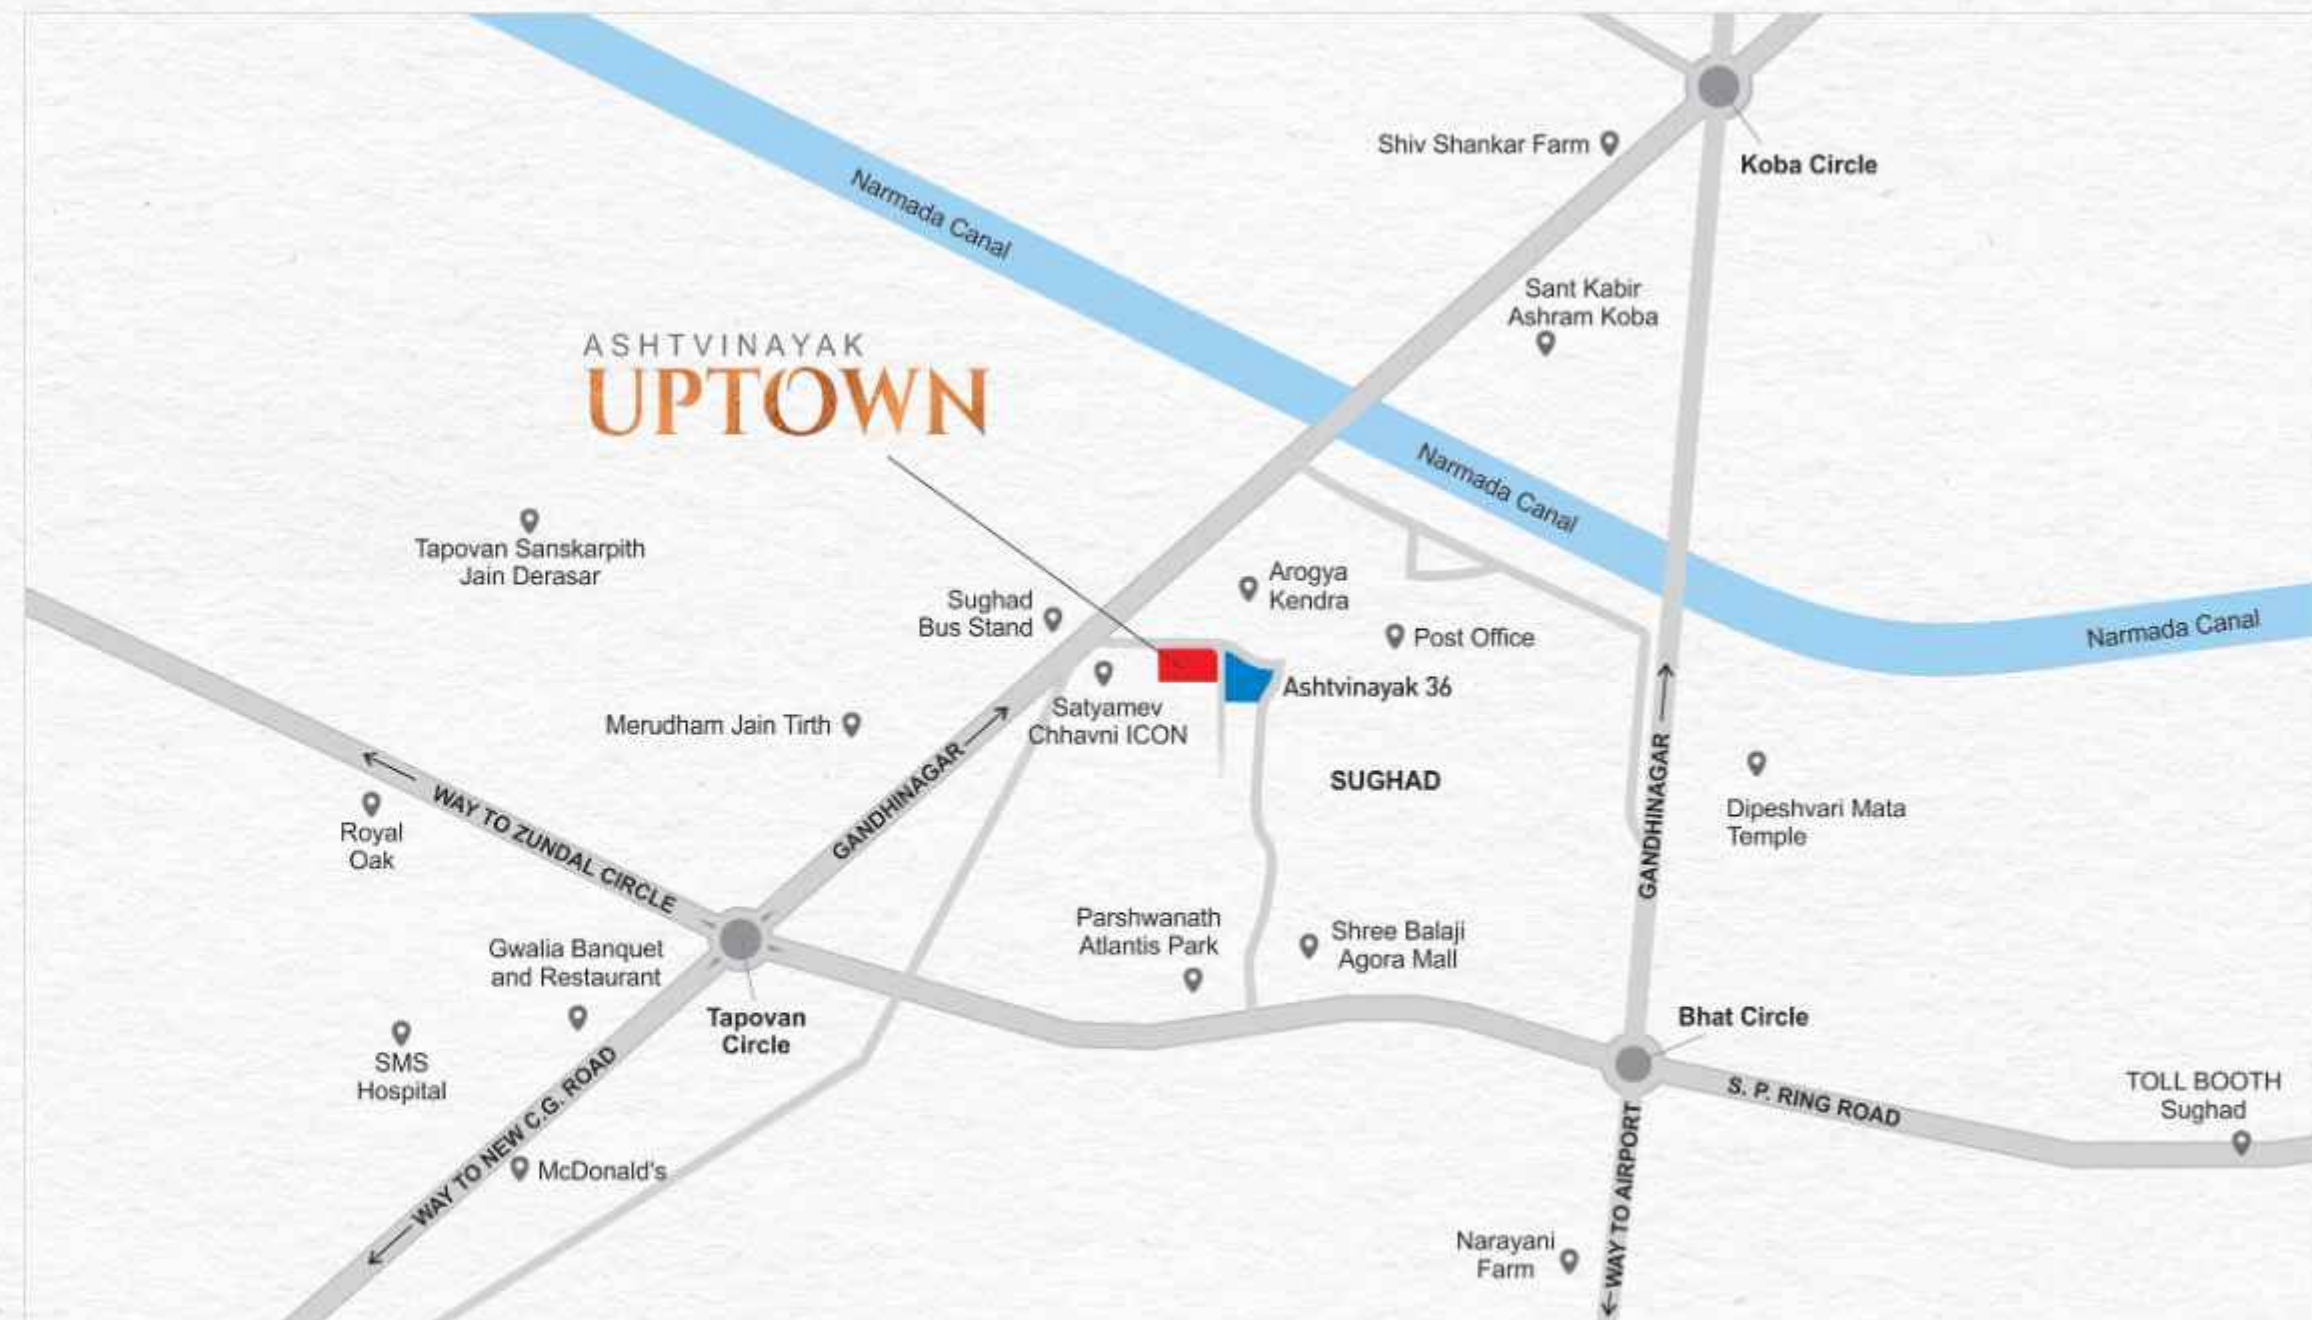 Shiv Shankar Farm
Koba Circle
Narmada Canal
Sant Kabir
Ashram Koba
ASHTVINAYAK
UPTOWN
Narmada Canal
Tapovan Sanskarpith
Jain Derasar
Sughad
Bus Stand
Arogya
Kendra
Post Office
Narmada Canal
Ashtvinayak 36
Satyamev
Chhavni ICON
Merudham Jain Tirth
GANDHINAGAR
SUGHAD
GANDHINAGAR
Dipeshvari Mata
Temple
Royal
Oak
WAY TO ZUNDAL CIRCLE
Parshwanath
Atlantis Park
Shree Balaji
Agora Mall
Gwalia Banquet
and Restaurant
Tapovan
Circle
Bhat Circle
SMS
Hospital
WAY TO NEW C.G. ROAD
McDonald's
S. P. RING ROAD
TOLL BOOTH
Sughad
WAY TO AIRPORT
Narayani
Farm